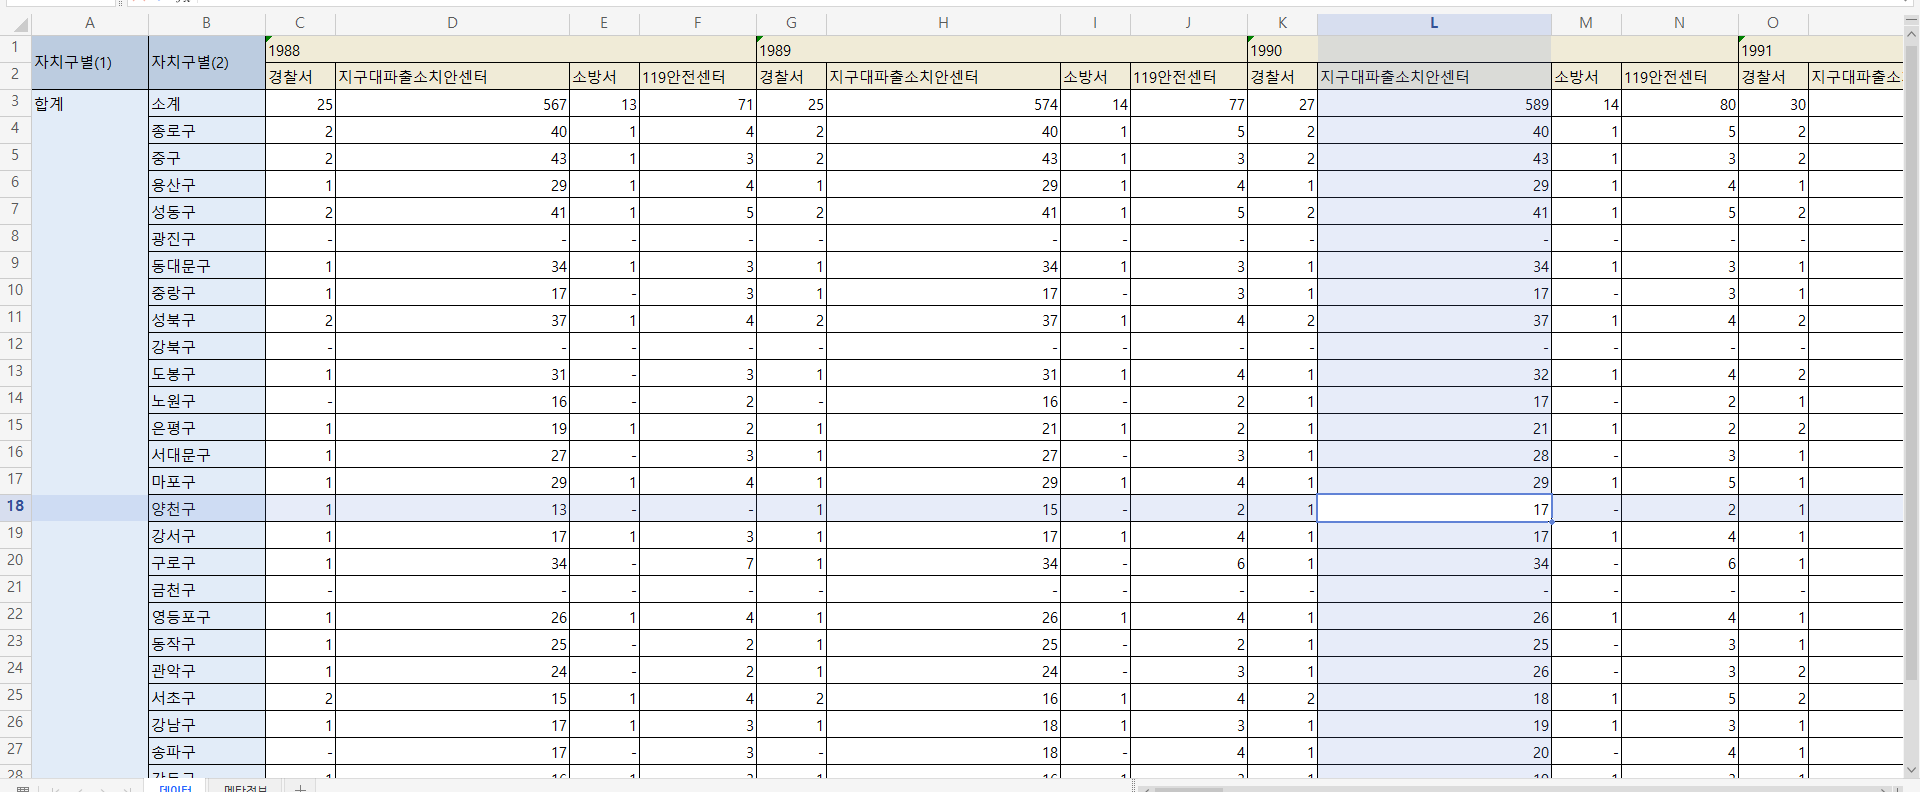 A B C D E F G H I J K L M N O
1 자치구별(1) 자치구별(2) 1988 1989 1990 1991
2 경찰서 지구대파출소치안센터 소방서 119안전센터 경찰서 지구대파출소치안센터 소방서 119안전센터 경찰서 지구대파출소치안센터 소방서 119안전센터 경찰서 지구대파출소
3 합계 소계 25 567 13 71 25 574 14 77 27 589 14 80 30
4 종로구 2 40 1 4 2 40 1 5 2 40 1 5 2
5 중구 2 43 1 3 2 43 1 3 2 43 1 3 2
6 용산구 1 29 1 4 1 29 1 4 1 29 1 4 1
7 성동구 2 41 1 5 2 41 1 5 2 41 1 5 2
8 광진구 - - - - - - - - - - - - -
9 동대문구 1 34 1 3 1 34 1 3 1 34 1 3 1
10 중랑구 1 17 - 3 1 17 - 3 1 17 - 3 1
11 성북구 2 37 1 4 2 37 1 4 2 37 1 4 2
12 강북구 - - - - - - - - - - - - -
13 도봉구 1 31 - 3 1 31 1 4 1 32 1 4 2
14 노원구 - 16 - 2 - 16 - 2 1 17 - 2 1
15 은평구 1 19 1 2 1 21 1 2 1 21 1 2 2
16 서대문구 1 27 - 3 1 27 - 3 1 28 - 3 1
17 마포구 1 29 1 4 1 29 1 4 1 29 1 5 1
18 양천구 1 13 - - 1 15 - 2 1 17 - 2 1
19 강서구 1 17 1 3 1 17 1 4 1 17 1 4 1
20 구로구 1 34 - 7 1 34 - 6 1 34 - 6 1
21 금천구 - - - - - - - - - - - - -
22 영등포구 1 26 1 4 1 26 1 4 1 26 1 4 1
23 동작구 1 25 - 2 1 25 - 2 1 25 - 3 1
24 관악구 1 24 - 2 1 24 - 3 1 26 - 3 2
25 서초구 2 15 1 4 2 16 1 4 2 18 1 5 2
26 강남구 1 17 1 3 1 18 1 3 1 19 1 3 1
27 송파구 - 17 - 3 - 18 - 4 1 20 - 4 1
28
데이터 메타정보